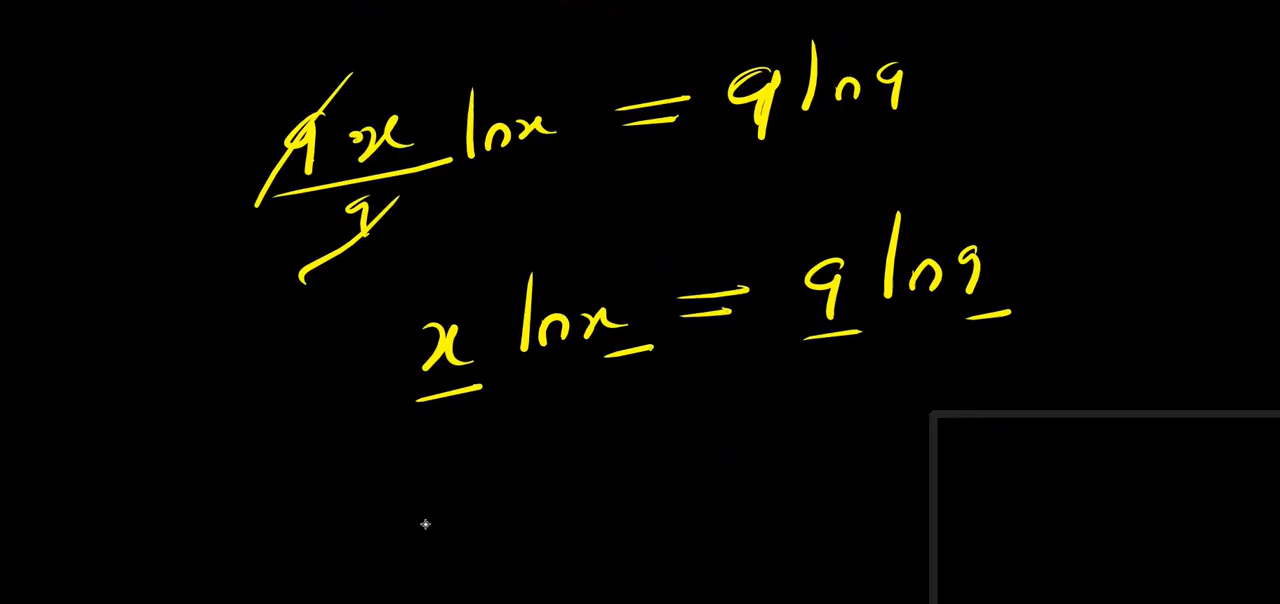 9x/9 ln x = 9 ln 9
x ln x = 9 ln 9